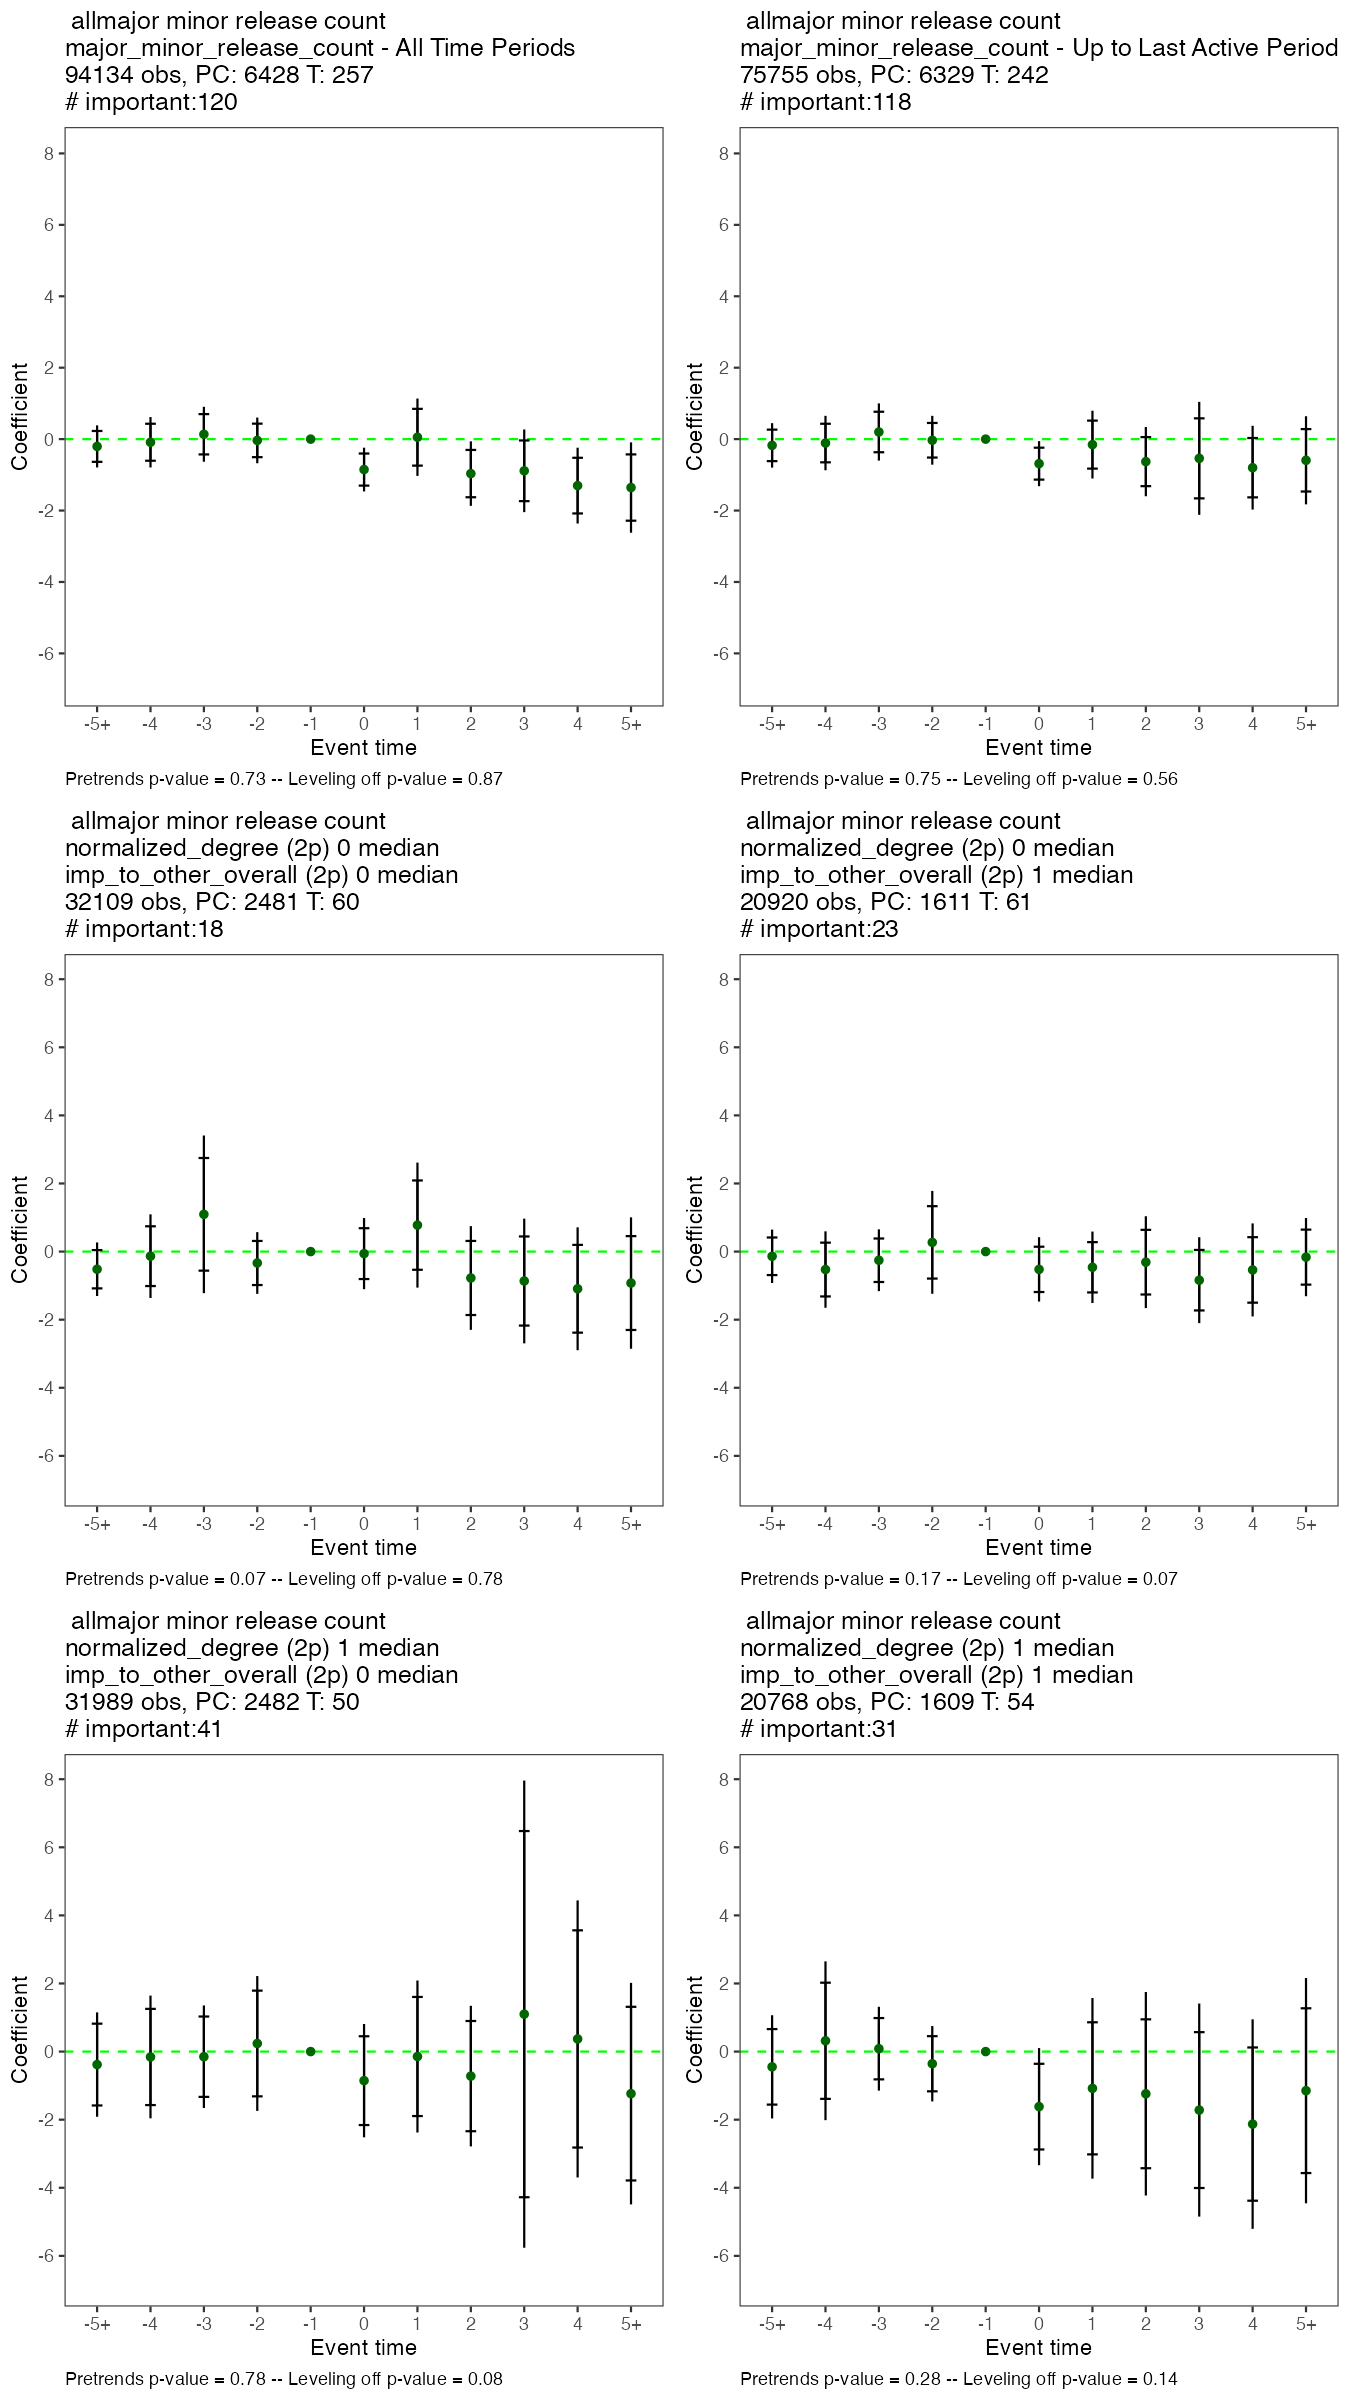 allmajor minor release count
major_minor_release_count - All Time Periods
94134 obs, PC: 6428 T: 257
# important:120
8
6
4
2
0
-2
-4
-6
Coefficient
-5+ -4 -3 -2 -1 0 1 2 3 4 5+
Event time
Pretrends p-value = 0.73 -- Leveling off p-value = 0.87
allmajor minor release count
major_minor_release_count - Up to Last Active Period
75755 obs, PC: 6329 T: 242
# important:118
8
6
4
2
0
-2
-4
-6
Coefficient
-5+ -4 -3 -2 -1 0 1 2 3 4 5+
Event time
Pretrends p-value = 0.75 -- Leveling off p-value = 0.56
allmajor minor release count
normalized_degree (2p) 0 median
imp_to_other_overall (2p) 0 median
32109 obs, PC: 2481 T: 60
# important:18
8
6
4
2
0
-2
-4
-6
Coefficient
-5+ -4 -3 -2 -1 0 1 2 3 4 5+
Event time
Pretrends p-value = 0.07 -- Leveling off p-value = 0.78
allmajor minor release count
normalized_degree (2p) 0 median
imp_to_other_overall (2p) 1 median
20920 obs, PC: 1611 T: 61
# important:23
8
6
4
2
0
-2
-4
-6
Coefficient
-5+ -4 -3 -2 -1 0 1 2 3 4 5+
Event time
Pretrends p-value = 0.17 -- Leveling off p-value = 0.07
allmajor minor release count
normalized_degree (2p) 1 median
imp_to_other_overall (2p) 0 median
31989 obs, PC: 2482 T: 50
# important:41
8
6
4
2
0
-2
-4
-6
Coefficient
-5+ -4 -3 -2 -1 0 1 2 3 4 5+
Event time
Pretrends p-value = 0.78 -- Leveling off p-value = 0.08
allmajor minor release count
normalized_degree (2p) 1 median
imp_to_other_overall (2p) 1 median
20768 obs, PC: 1609 T: 54
# important:31
8
6
4
2
0
-2
-4
-6
Coefficient
-5+ -4 -3 -2 -1 0 1 2 3 4 5+
Event time
Pretrends p-value = 0.28 -- Leveling off p-value = 0.14